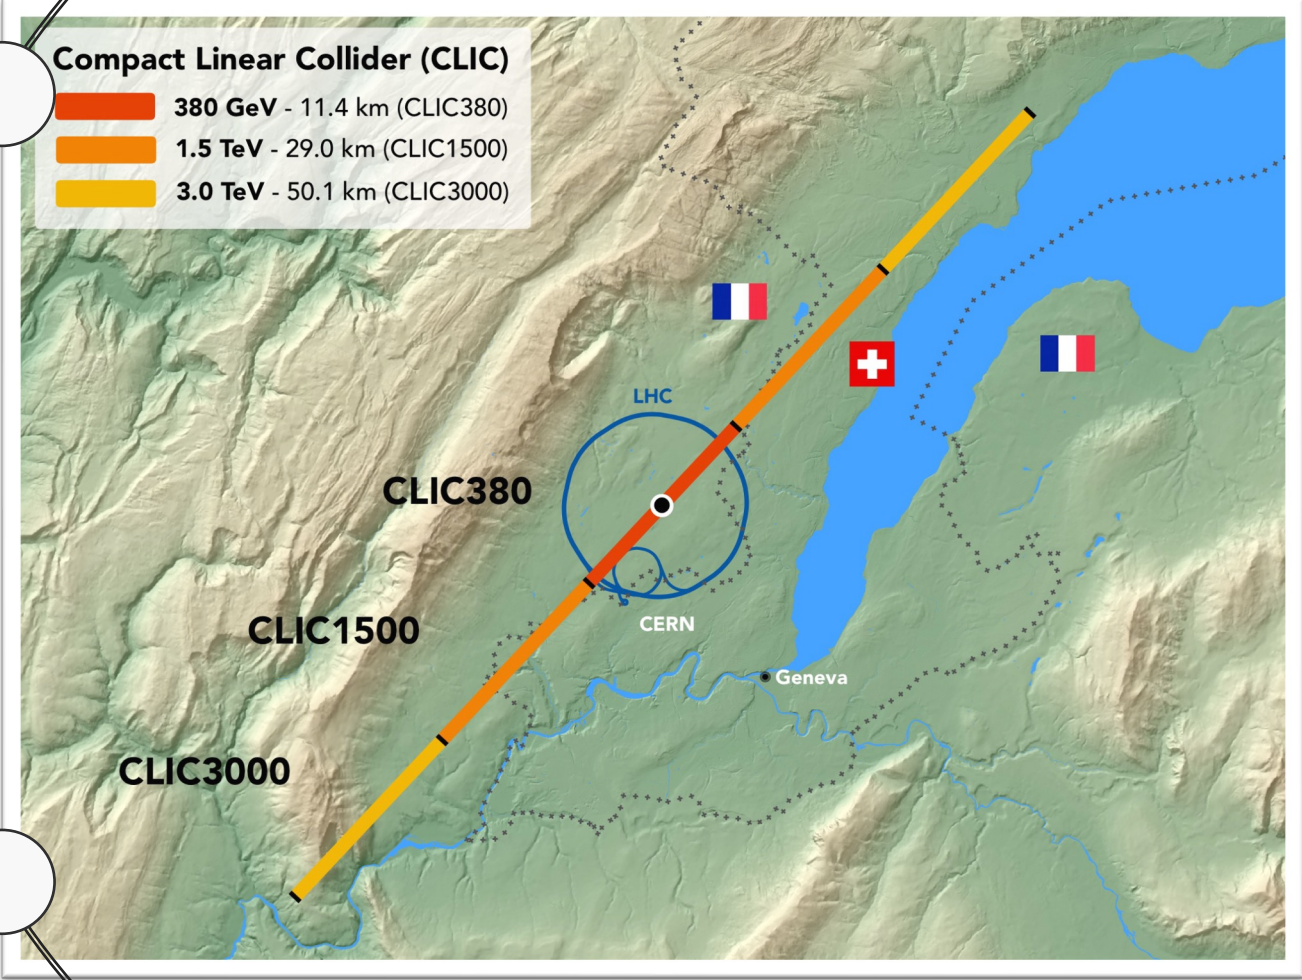 Compact Linear Collider (CLIC)
380 GeV - 11.4 km (CLIC380)
1.5 TeV - 29.0 km (CLIC1500)
3.0 TeV - 50.1 km (CLIC3000)
LHC
CLIC380
CERN
CLIC1500
Geneva
CLIC3000